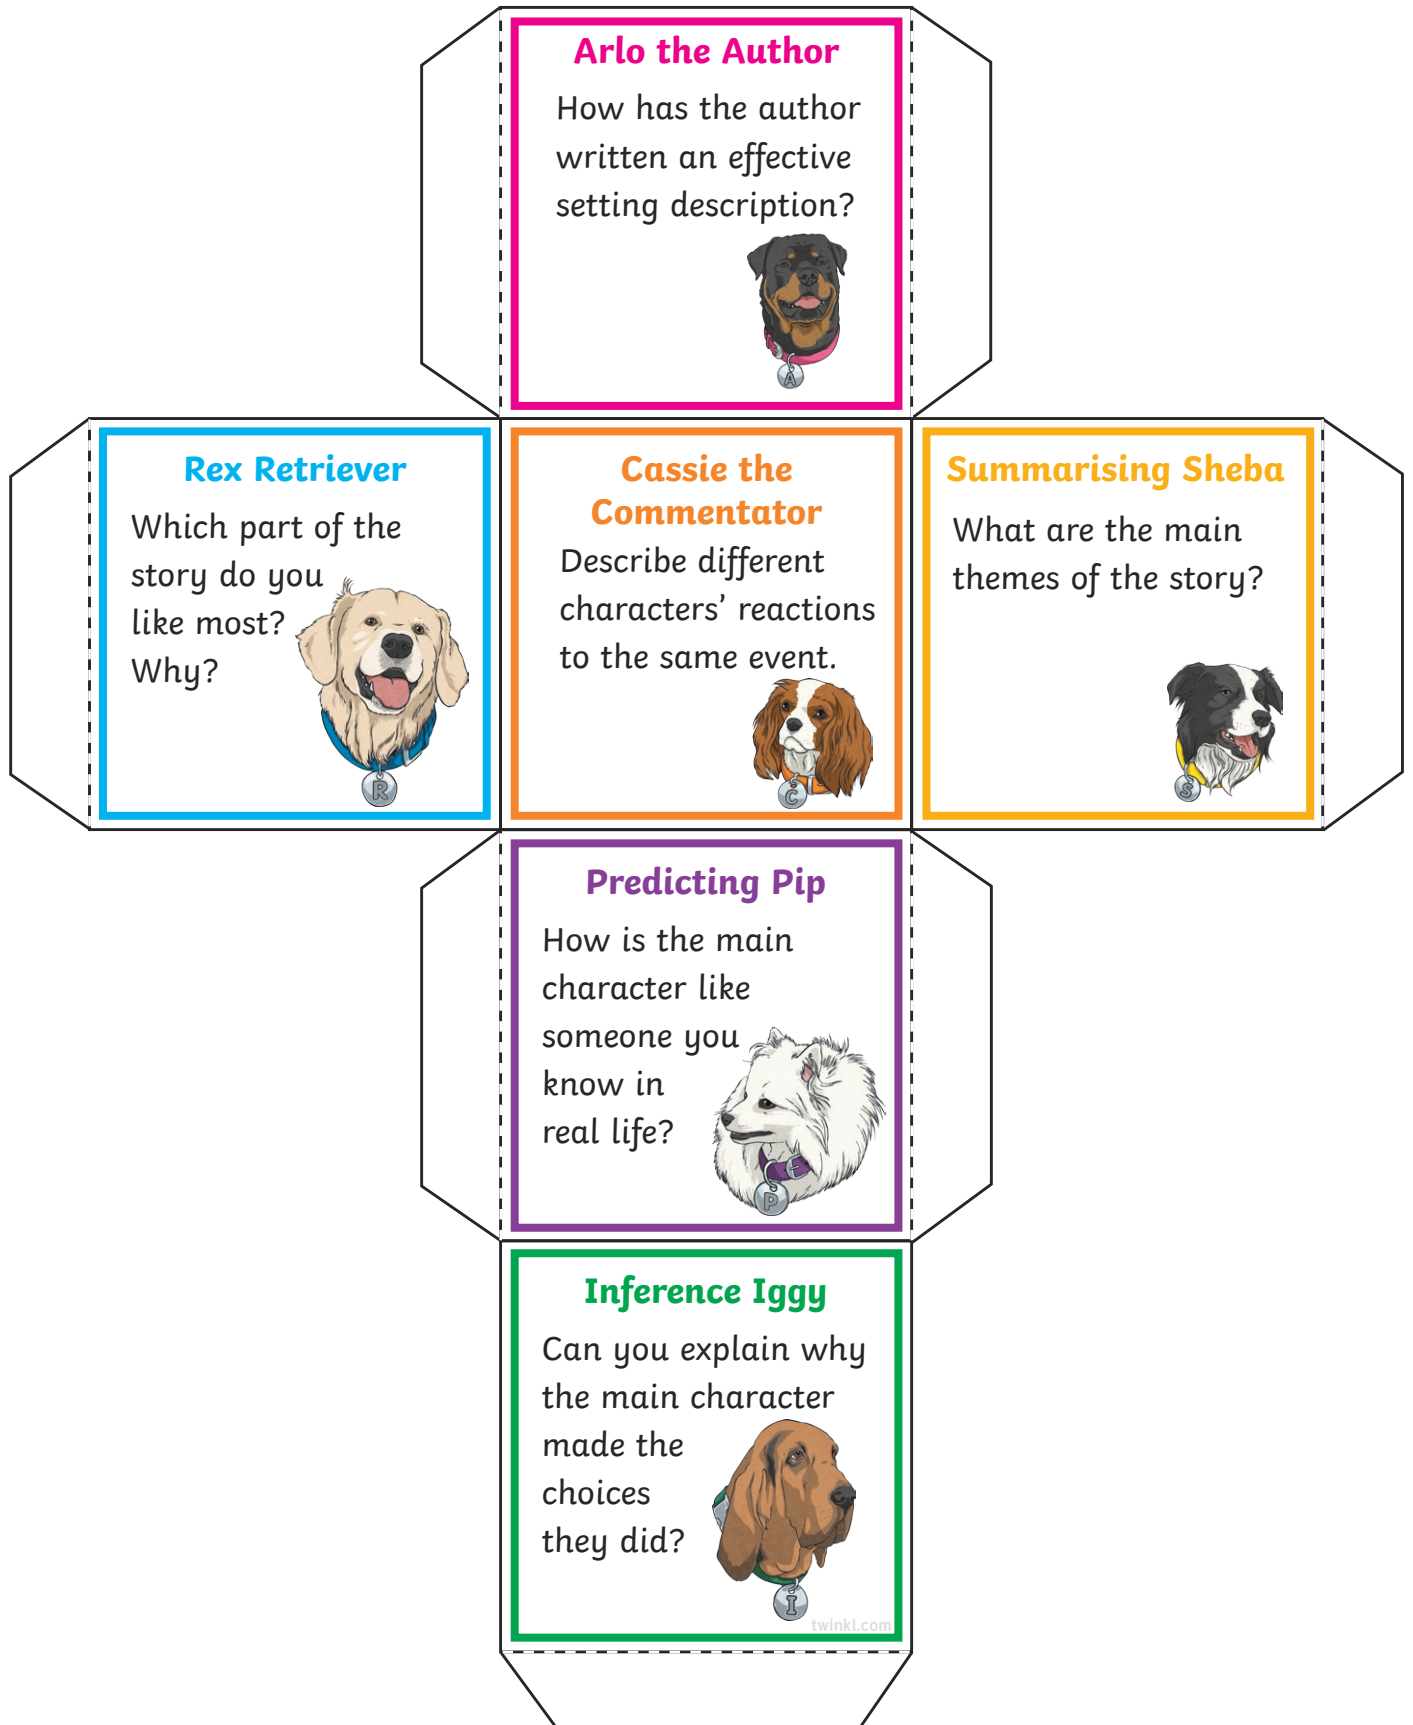 Arlo the Author
How has the author
written an effective
setting description?
A
Rex Retriever
Which part of the
story do you
like most?
Why?
R
Cassie the
Commentator
Describe different
characters’ reactions
to the same event.
C
Summarising Sheba
What are the main
themes of the story?
S
Predicting Pip
How is the main
character like
someone you
know in
real life?
P
Inference Iggy
Can you explain why
the main character
made the
choices
they did?
I
twinkl.com